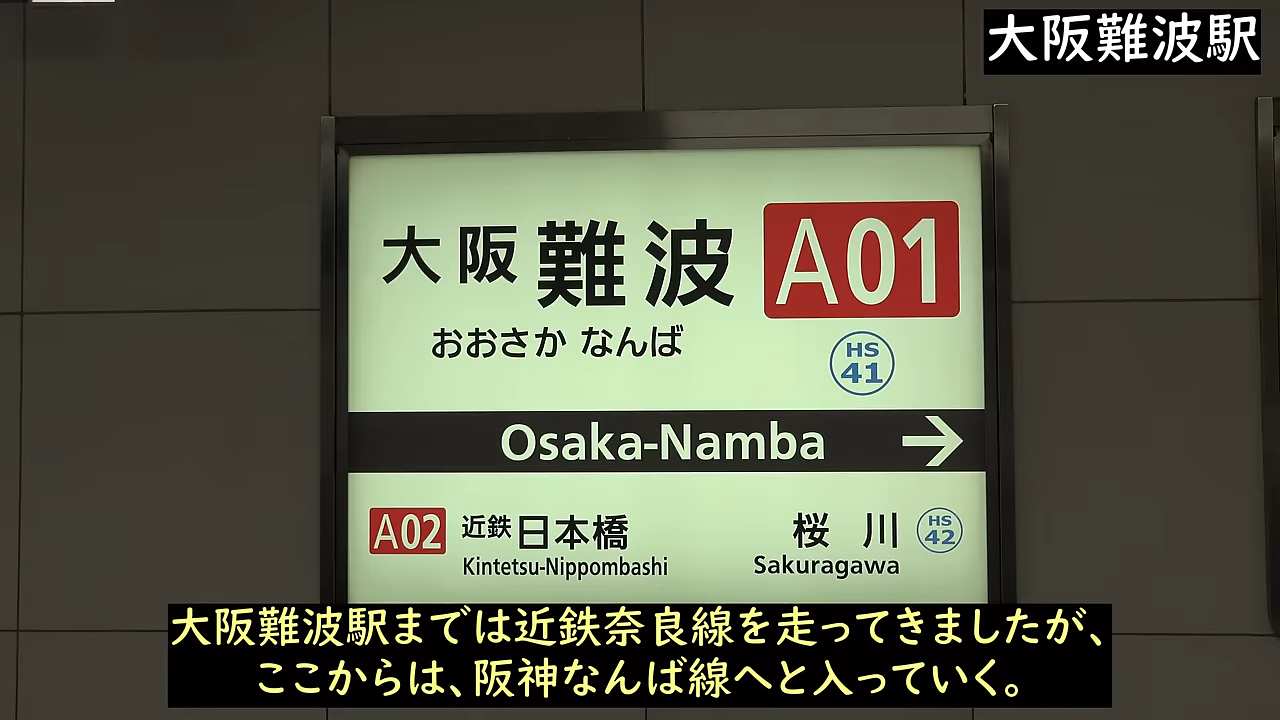 大阪難波駅
大阪難波 A01
おおさか なんば
HS
41
Osaka-Namba →
A02 近鉄日本橋 桜川 HS 42
Kintetsu-Nippombashi Sakuragawa
大阪難波駅までは近鉄奈良線を走ってきましたが、
ここからは、阪神なんば線へと入っていく。